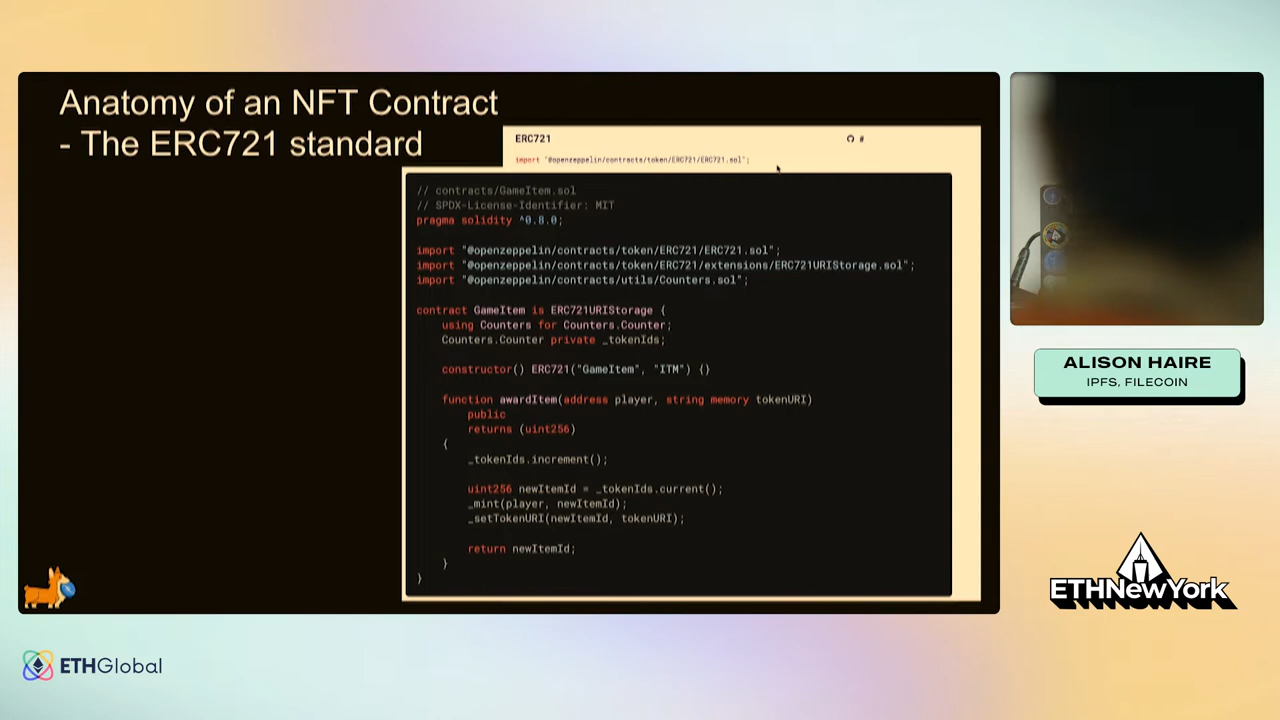 Anatomy of an NFT Contract
- The ERC721 standard
ERC721
#
import "@openzeppelin/contracts/token/ERC721/ERC721.sol";
// contracts/GameItem.sol
// SPDX-License-Identifier: MIT
pragma solidity ^0.8.0;
import "@openzeppelin/contracts/token/ERC721/ERC721.sol";
import "@openzeppelin/contracts/token/ERC721/extensions/ERC721URIStorage.sol";
import "@openzeppelin/contracts/utils/Counters.sol";
contract GameItem is ERC721URIStorage {
using Counters for Counters.Counter;
Counters.Counter private _tokenIds;
constructor() ERC721("GameItem", "ITM") {}
function awardItem(address player, string memory tokenURI)
public
returns (uint256)
{
_tokenIds.increment();
uint256 newItemId = _tokenIds.current();
_mint(player, newItemId);
_setTokenURI(newItemId, tokenURI);
return newItemId;
}
}
ALISON HAIRE
IPFS, FILECOIN
ETHNewYork
ETHGlobal